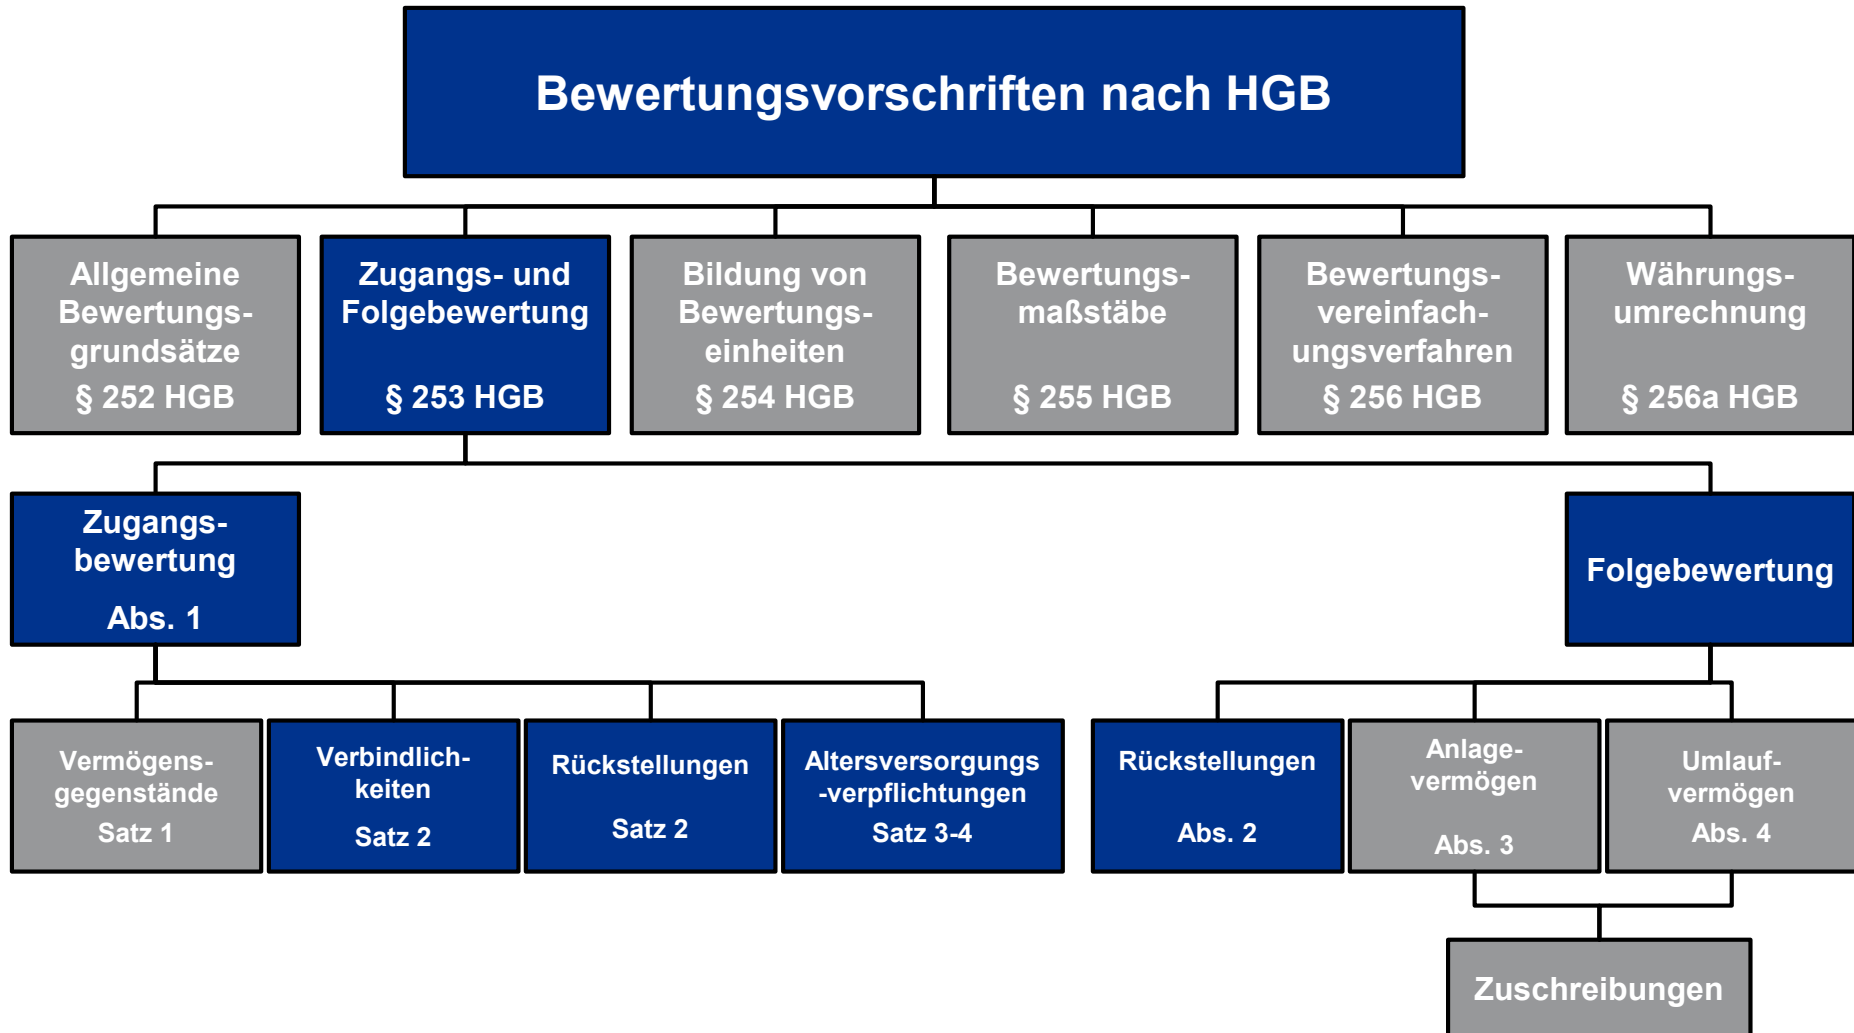 Bewertungsvorschriften nach HGB
Allgemeine
Bewertungs-
grundsätze
§ 252 HGB
Zugangs- und
Folgebewertung
§ 253 HGB
Bildung von
Bewertungs-
einheiten
§ 254 HGB
Bewertungs-
maßstäbe
§ 255 HGB
Bewertungs-
vereinfach-
ungsverfahren
§ 256 HGB
Währungs-
umrechnung
§ 256a HGB
Zugangs-
bewertung
Abs. 1
Folgebewertung
Vermögens-
gegenstände
Satz 1
Verbindlich-
keiten
Satz 2
Rückstellungen
Satz 2
Altersversorgungs
-verpflichtungen
Satz 3-4
Rückstellungen
Abs. 2
Anlage-
vermögen
Abs. 3
Umlauf-
vermögen
Abs. 4
Zuschreibungen